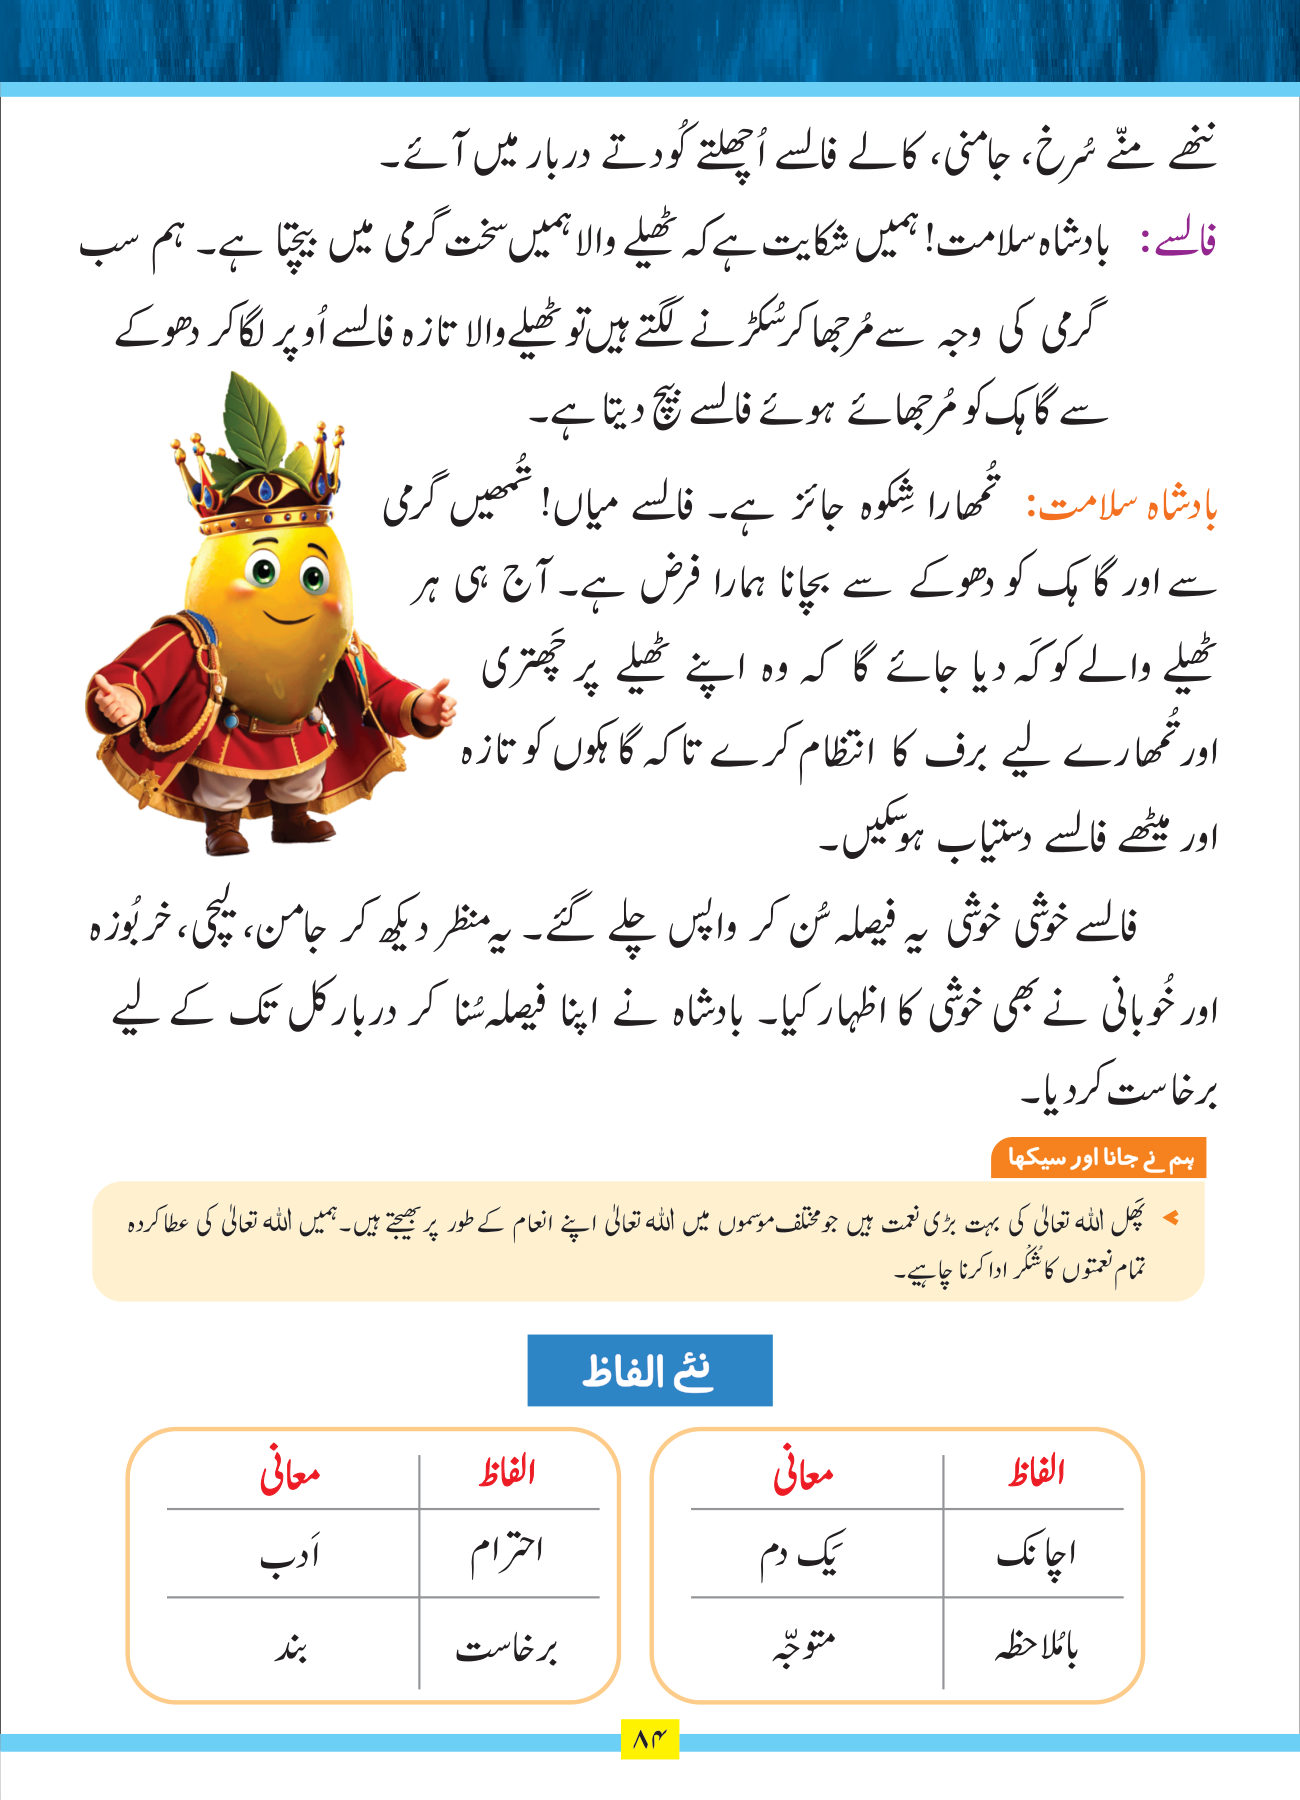 ننھے منّے سُرخ، جامنی، کالے فالسے اُچھلتے کُودتے دربار میں آئے۔
فالسے: بادشاہ سلامت! ہمیں شکایت ہے کہ ٹھیلے والا ہمیں سخت گرمی میں بیچتا ہے۔ ہم سب
گرمی کی وجہ سے مُرجھا کر سُکڑنے لگتے ہیں تو ٹھیلے والا تازہ فالسے اُوپر لگا کر دھوکے
سے گاہک کو مُرجھائے ہوئے فالسے بیچ دیتا ہے۔
بادشاہ سلامت: تُمھارا شِکوہ جائز ہے۔ فالسے میاں! تُمھیں گرمی
سے اور گاہک کو دھوکے سے بچانا ہمارا فرض ہے۔ آج ہی ہر
ٹھیلے والے کو کَہ دیا جائے گا کہ وہ اپنے ٹھیلے پر چَھتری
اور تُمھارے لیے برف کا انتظام کرے تاکہ گاہکوں کو تازہ
اور میٹھے فالسے دستیاب ہوسکیں۔
فالسے خوشی خوشی یہ فیصلہ سُن کر واپس چلے گئے۔ یہ منظر دیکھ کر جامن، لیچی، خربُوزہ
اور خُوبانی نے بھی خوشی کا اظہار کیا۔ بادشاہ نے اپنا فیصلہ سُنا کر دربار کل تک کے لیے
برخاست کر دیا۔
ہم نے جانا اور سیکھا
پَھل اللہ تعالیٰ کی بہت بڑی نعمت ہیں جو مختلف موسموں میں اللہ تعالیٰ اپنے انعام کے طور پر بھیجتے ہیں۔ ہمیں اللہ تعالیٰ کی عطا کردہ
تمام نعمتوں کا شُکْر ادا کرنا چاہیے۔
نئے الفاظ
الفاظ معانی الفاظ معانی
اچانک یَک دم احترام اَدب
بامُلاحظہ متوجّہ برخاست بند
۸۴